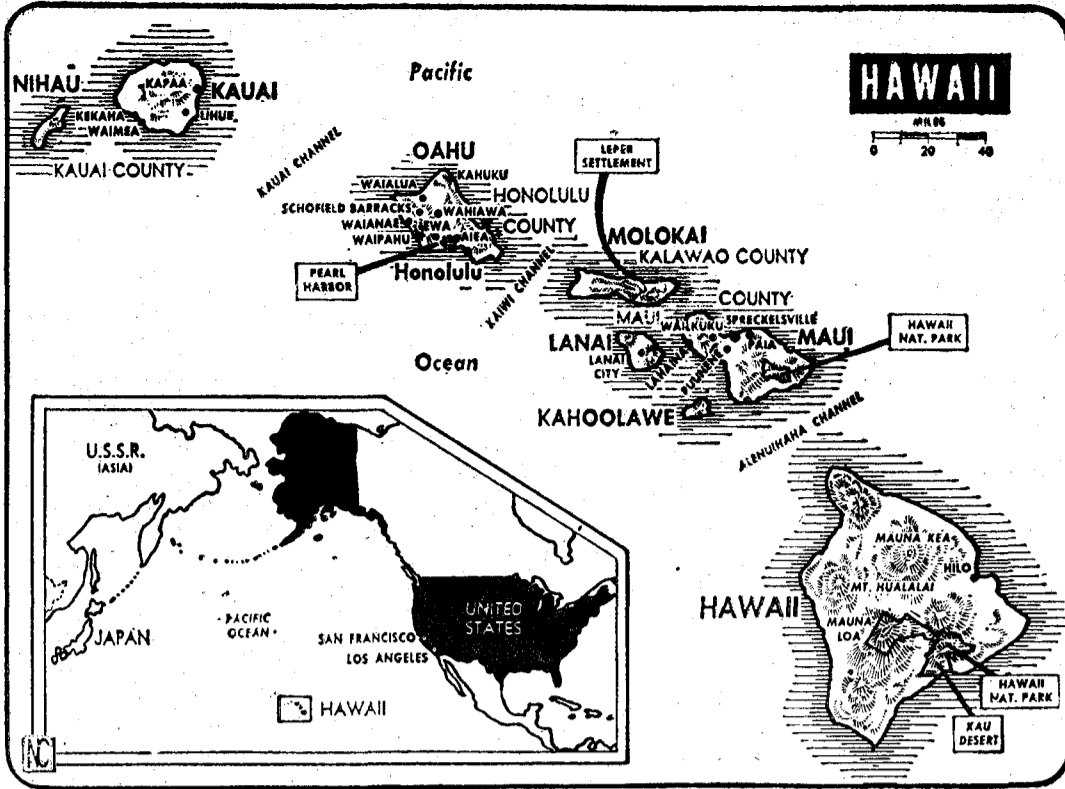 HAWAII
MILES
0 20 40
Pacific
NIHAU
KAPAA
KAUAI
KEKAHA
WAIMEA
LIHUE
KAUAI COUNTY
KAUAI CHANNEL
OAHU
KAHUKU
WAIALUA
HONOLULU
SCHOFIELD BARRACKS
WAHIAWA
WAIANAE
EWA
COUNTY
WAIPAHU
AIEA
Honolulu
PEARL
HARBOR
KAIWI CHANNEL
LEPER
SETTLEMENT
MOLOKAI
KALAWAO COUNTY
MAUI
COUNTY
WAILUKU
SPRECKELSVILLE
LANAI
LANAI
CITY
LAHAINA
PUUNENE
PAIA
MAUI
HAWAII
NAT. PARK
Ocean
KAHOOLAWE
ALENUIHAHA CHANNEL
U.S.S.R.
(ASIA)
JAPAN
PACIFIC
OCEAN
UNITED
STATES
SAN FRANCISCO
LOS ANGELES
HAWAII
HAWAII
MAUNA KEA
HILO
MT. HUALALAI
MAUNA
LOA
HAWAII
NAT. PARK
KAU
DESERT
NC